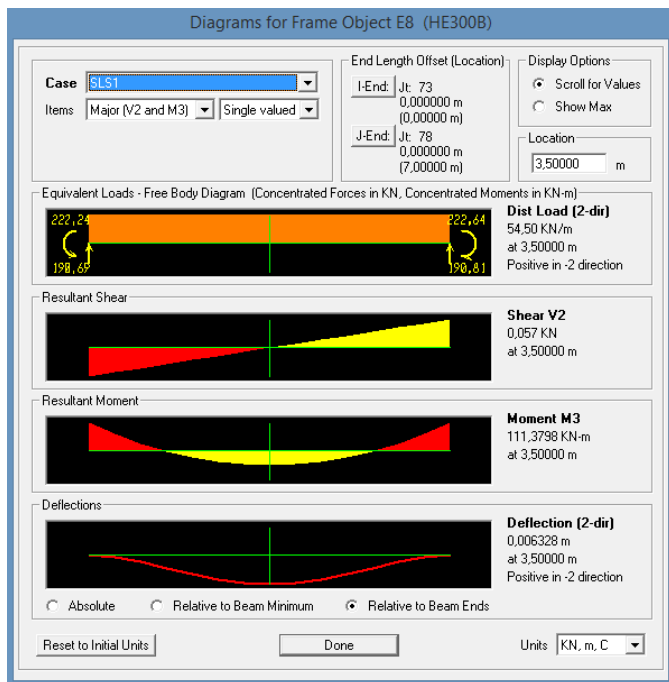 Diagrams for Frame Object E8 (HE300B)
Case SLS1
Items Major (V2 and M3) Single valued
End Length Offset (Location)
I-End: Jt: 73
0,000000 m
(0,00000 m)
J-End: Jt: 78
0,000000 m
(7,00000 m)
Display Options
Scroll for Values
Show Max
Location
3,50000 m
Equivalent Loads - Free Body Diagram (Concentrated Forces in KN, Concentrated Moments in KN-m)
222,24 222,64
190,69 190,81
Dist Load (2-dir)
54,50 KN/m
at 3,50000 m
Positive in -2 direction
Resultant Shear
Shear V2
0,057 KN
at 3,50000 m
Resultant Moment
Moment M3
111,3798 KN-m
at 3,50000 m
Deflections
Deflection (2-dir)
0,006328 m
at 3,50000 m
Positive in -2 direction
Absolute Relative to Beam Minimum Relative to Beam Ends
Reset to Initial Units Done Units KN, m, C